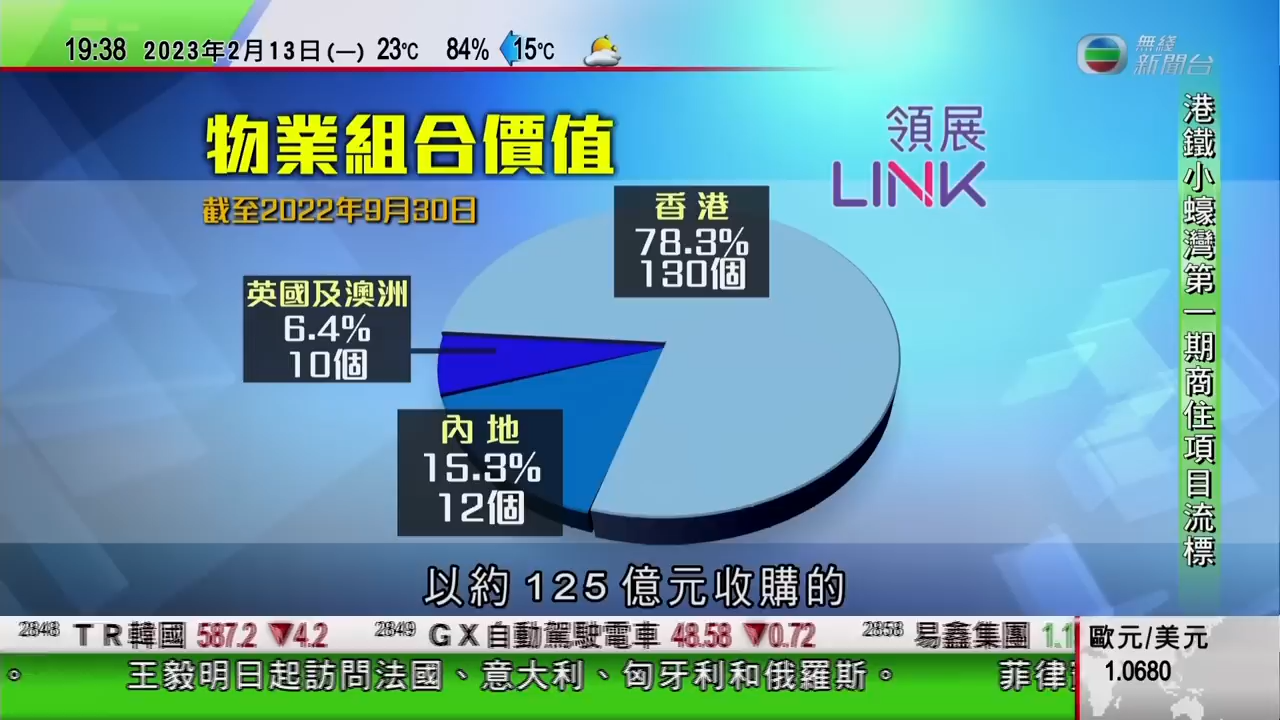 19:38 2023年2月13日(一) 23℃ 84% 15℃
無綫
新聞台
物業組合價值
截至2022年9月30日
領展
LINK
香港
78.3%
130個
英國及澳洲
6.4%
10個
內地
15.3%
12個
港鐵小蠔灣第一期商住項目流標
以約125億元收購的
2848 TR韓國 587.2 ▼4.2 2849 GX自動駕駛電車 48.58 ▼0.72 2858 易鑫集團 1.1
歐元/美元
1.0680
。 王毅明日起訪問法國、意大利、匈牙利和俄羅斯。 菲律